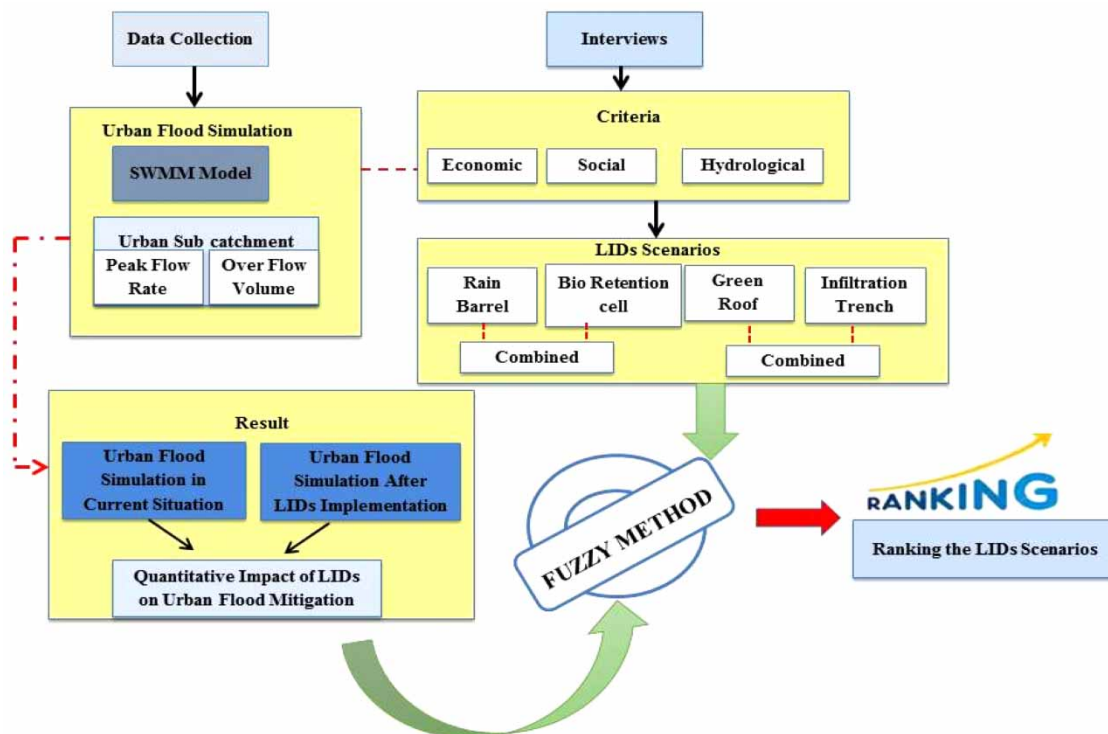 Data Collection
Urban Flood Simulation
SWMM Model
Urban Sub catchment
Peak Flow
Rate
Over Flow
Volume
Interviews
Criteria
Economic
Social
Hydrological
LIDs Scenarios
Rain
Barrel
Bio Retention
cell
Green
Roof
Infiltration
Trench
Combined
Combined
Result
Urban Flood
Simulation in
Current Situation
Urban Flood
Simulation After
LIDs Implementation
Quantitative Impact of LIDs
on Urban Flood Mitigation
FUZZY METHOD
RANKING
Ranking the LIDs Scenarios